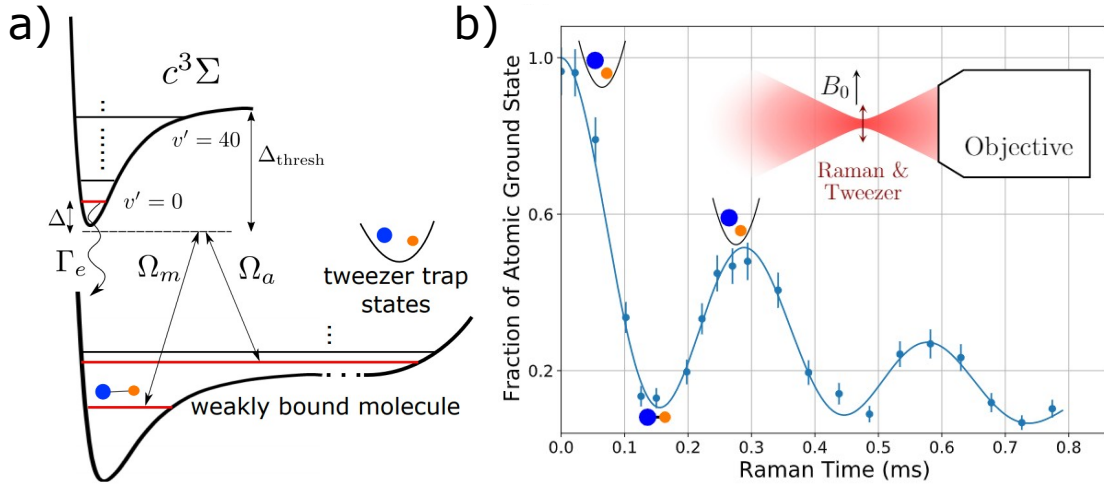 a)
c³Σ
v′ = 40
Δ_thresh
v′ = 0
Δ
Γ_e
Ω_m
Ω_a
tweezer trap
states
weakly bound molecule
b)
Fraction of Atomic Ground State
1.0
0.6
0.2
B₀
Objective
Raman &
Tweezer
0.0 0.1 0.2 0.3 0.4 0.5 0.6 0.7 0.8
Raman Time (ms)